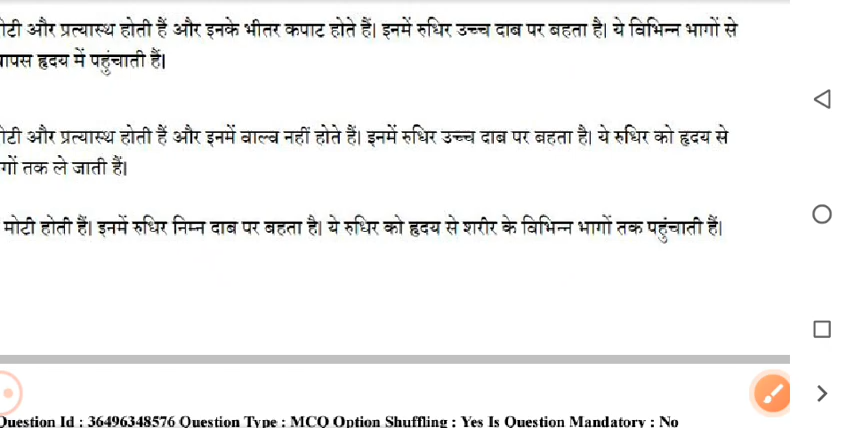 मोटी और प्रत्यास्थ होती हैं और इनके भीतर कपाट होते हैं। इनमें रुधिर उच्च दाब पर बहता है। ये विभिन्न भागों से
वापस हृदय में पहुंचाती हैं।
मोटी और प्रत्यास्थ होती हैं और इनमें वाल्व नहीं होते हैं। इनमें रुधिर उच्च दाब पर बहता है। ये रुधिर को हृदय से
तक ले जाती हैं।
मोटी होती हैं। इनमें रुधिर निम्न दाब पर बहता है। ये रुधिर को हृदय से शरीर के विभिन्न भागों तक पहुंचाती हैं।
Question Id : 36496348576 Question Type : MCQ Option Shuffling : Yes Is Question Mandatory : No